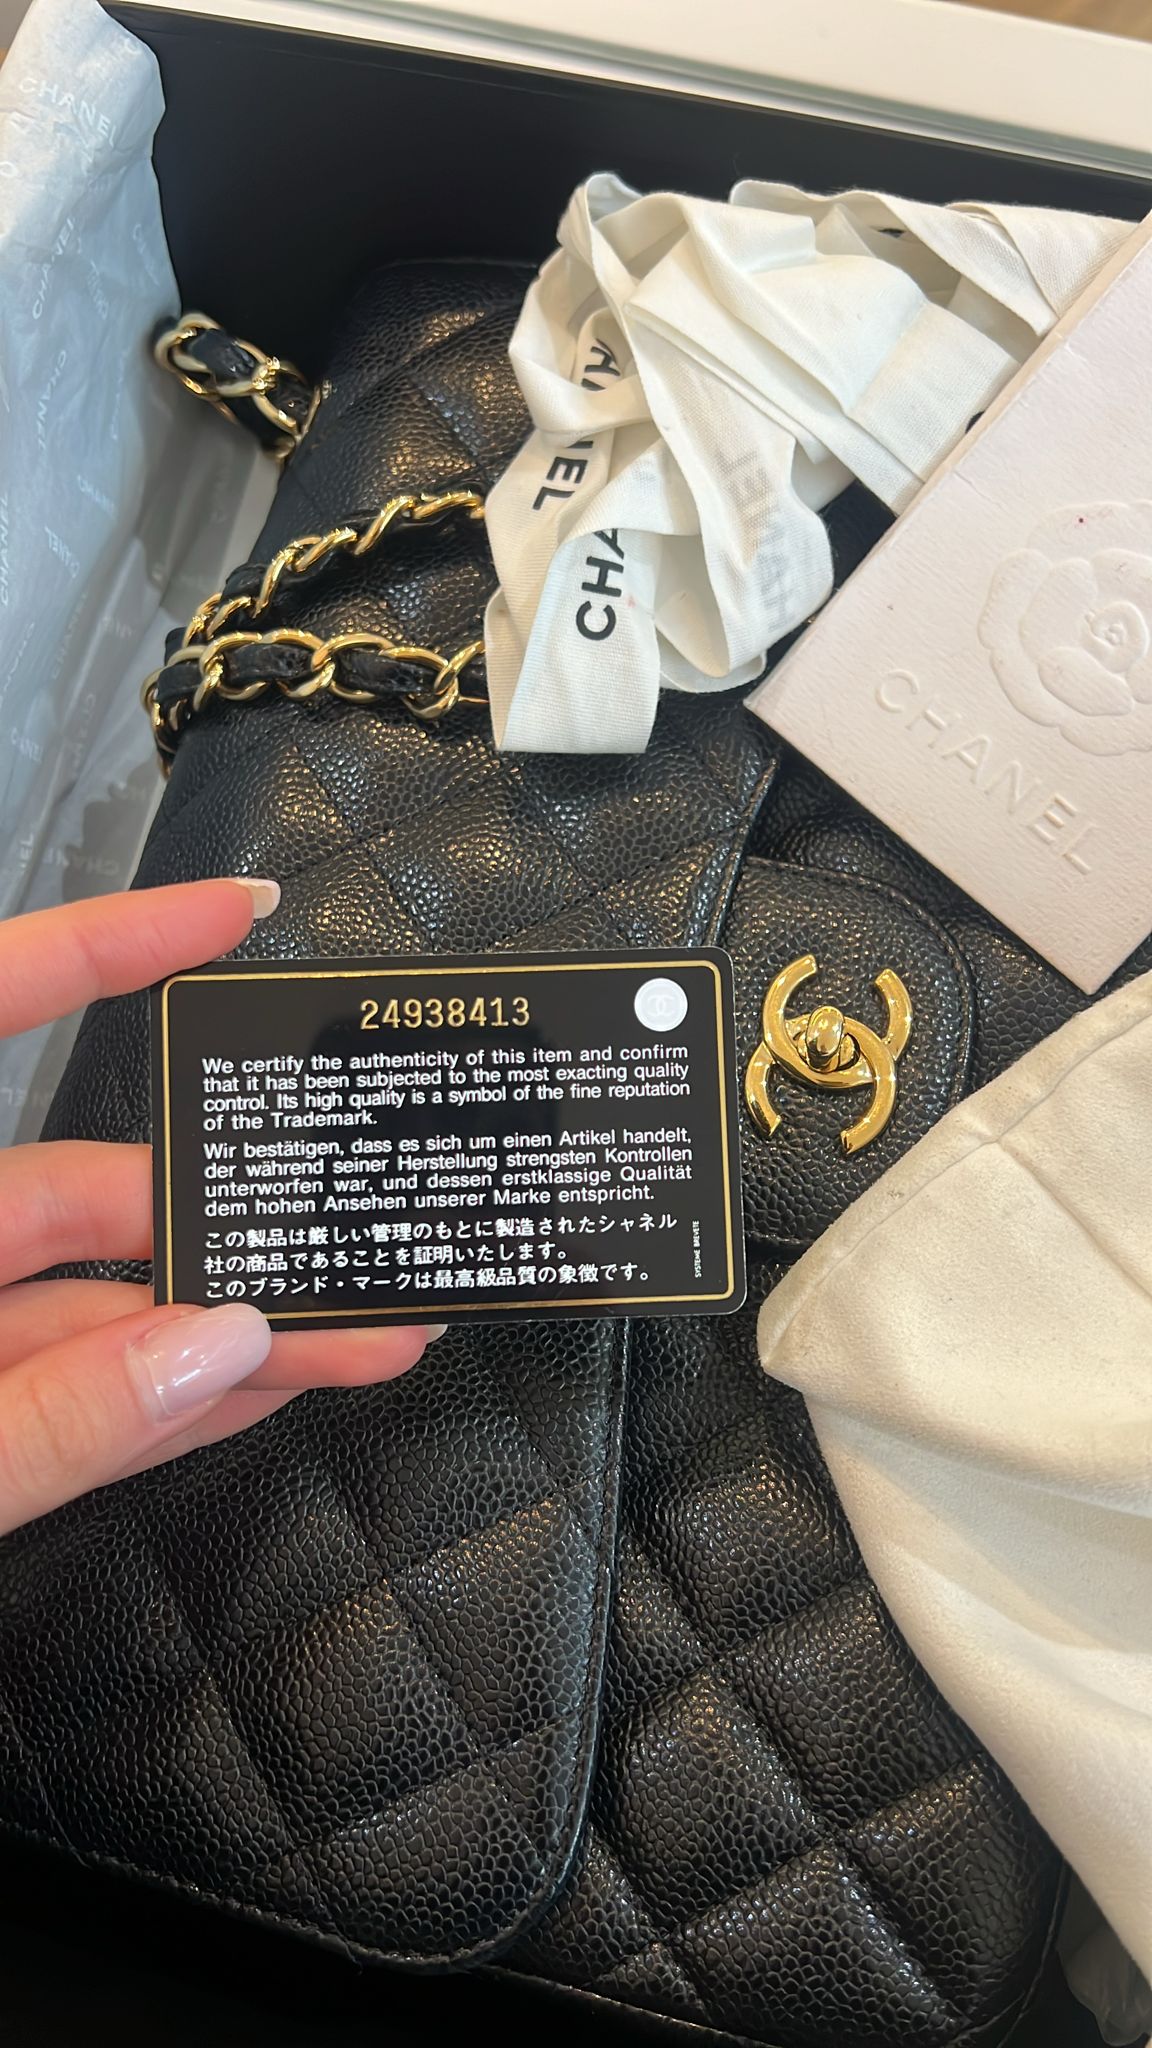 CHANEL
CHANEL
CHANEL
CHANEL
CHANEL
CHANEL
24938413
We certify the authenticity of this item and confirm
that it has been subjected to the most exacting quality
control. Its high quality is a symbol of the fine reputation
of the Trademark.
Wir bestätigen, dass es sich um einen Artikel handelt,
der während seiner Herstellung strengsten Kontrollen
unterworfen war, und dessen erstklassige Qualität
dem hohen Ansehen unserer Marke entspricht.
この製品は厳しい管理のもとに製造されたシャネル
社の商品であることを証明いたします。
このブランド・マークは最高級品質の象徴です。
SYSTEME BREVETE